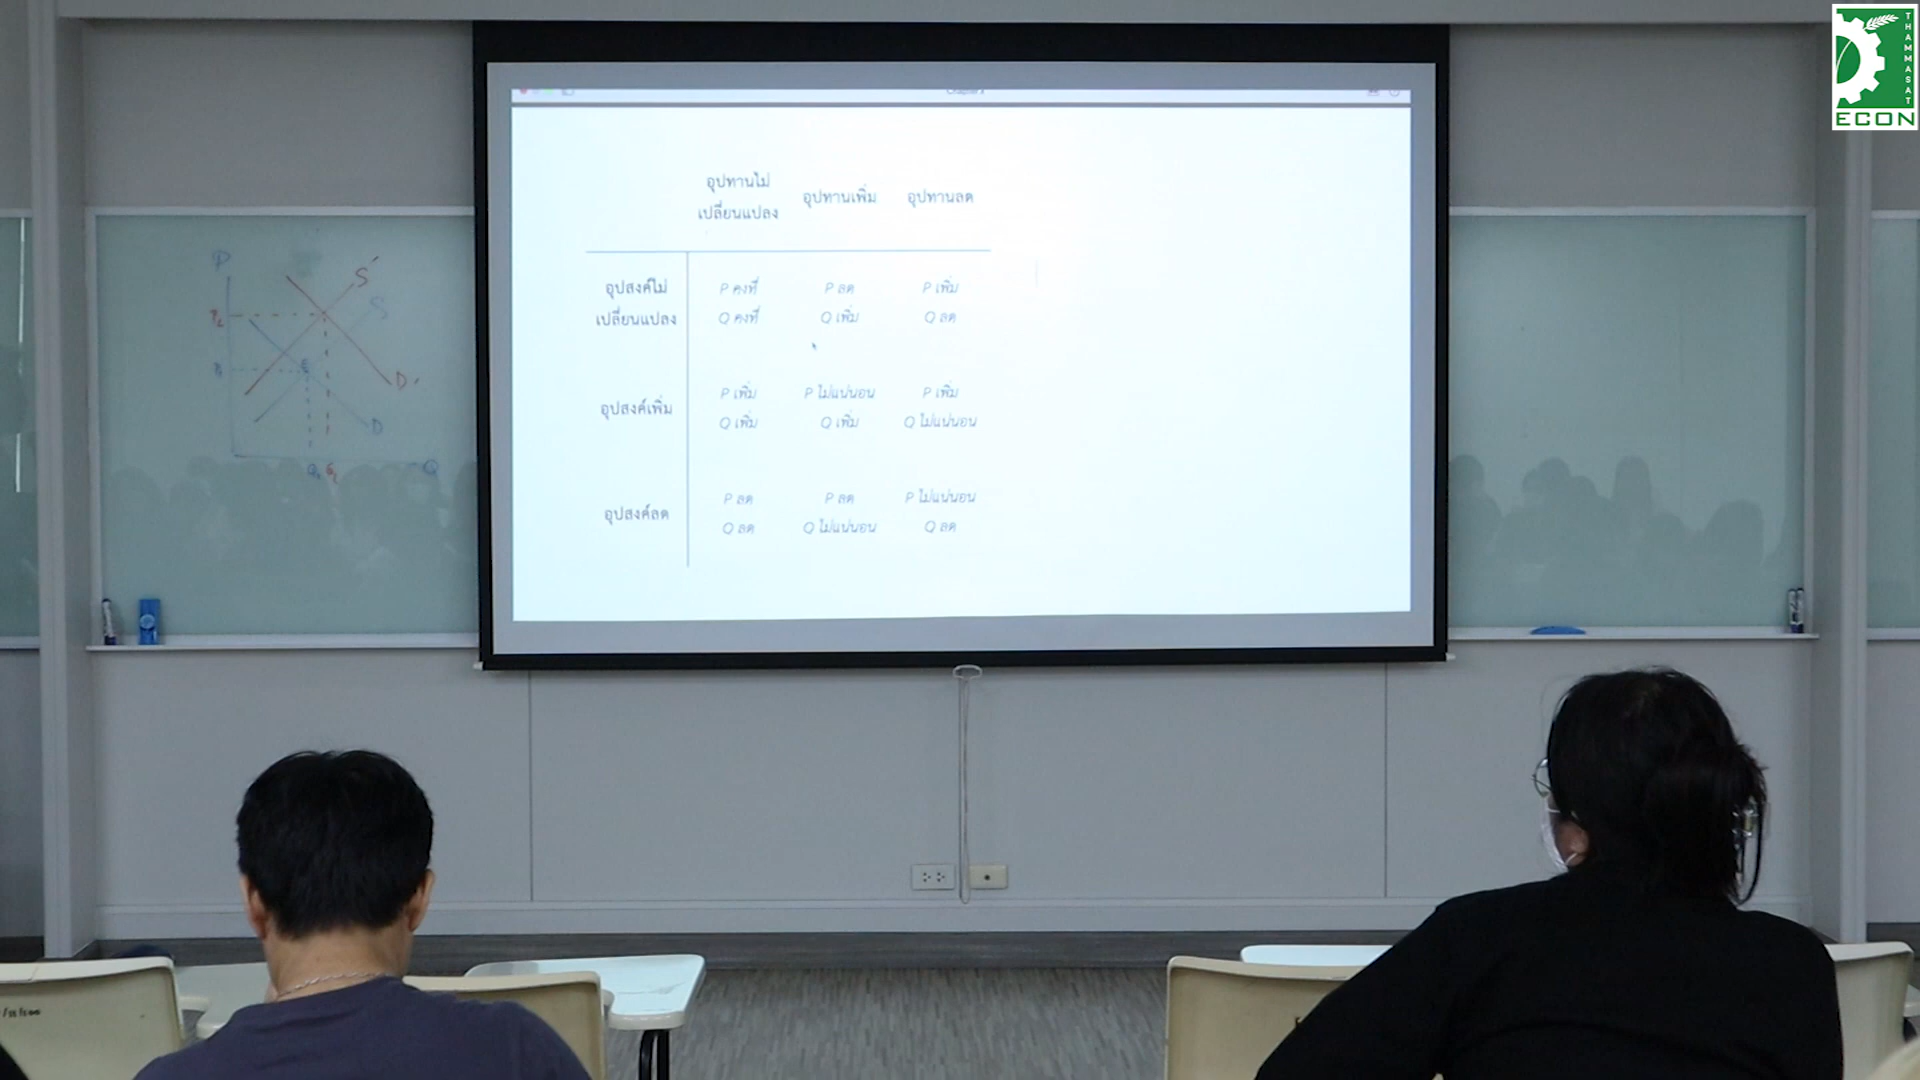 THAMMASAT
ECON
อุปทานไม่
เปลี่ยนแปลง
อุปทานเพิ่ม
อุปทานลด
อุปสงค์ไม่
เปลี่ยนแปลง
P คงที่
Q คงที่
P ลด
Q เพิ่ม
P เพิ่ม
Q ลด
อุปสงค์เพิ่ม
P เพิ่ม
Q เพิ่ม
P ไม่แน่นอน
Q เพิ่ม
P เพิ่ม
Q ไม่แน่นอน
อุปสงค์ลด
P ลด
Q ลด
P ลด
Q ไม่แน่นอน
P ไม่แน่นอน
Q ลด
P
S'
S
P₂
E
D'
D
Q